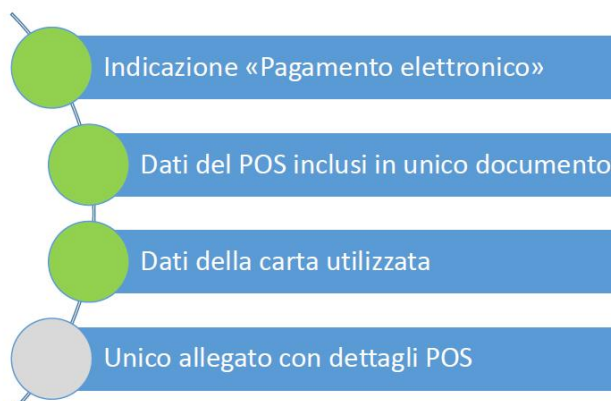 Indicazione «Pagamento elettronico»
Dati del POS inclusi in unico documento
Dati della carta utilizzata
Unico allegato con dettagli POS